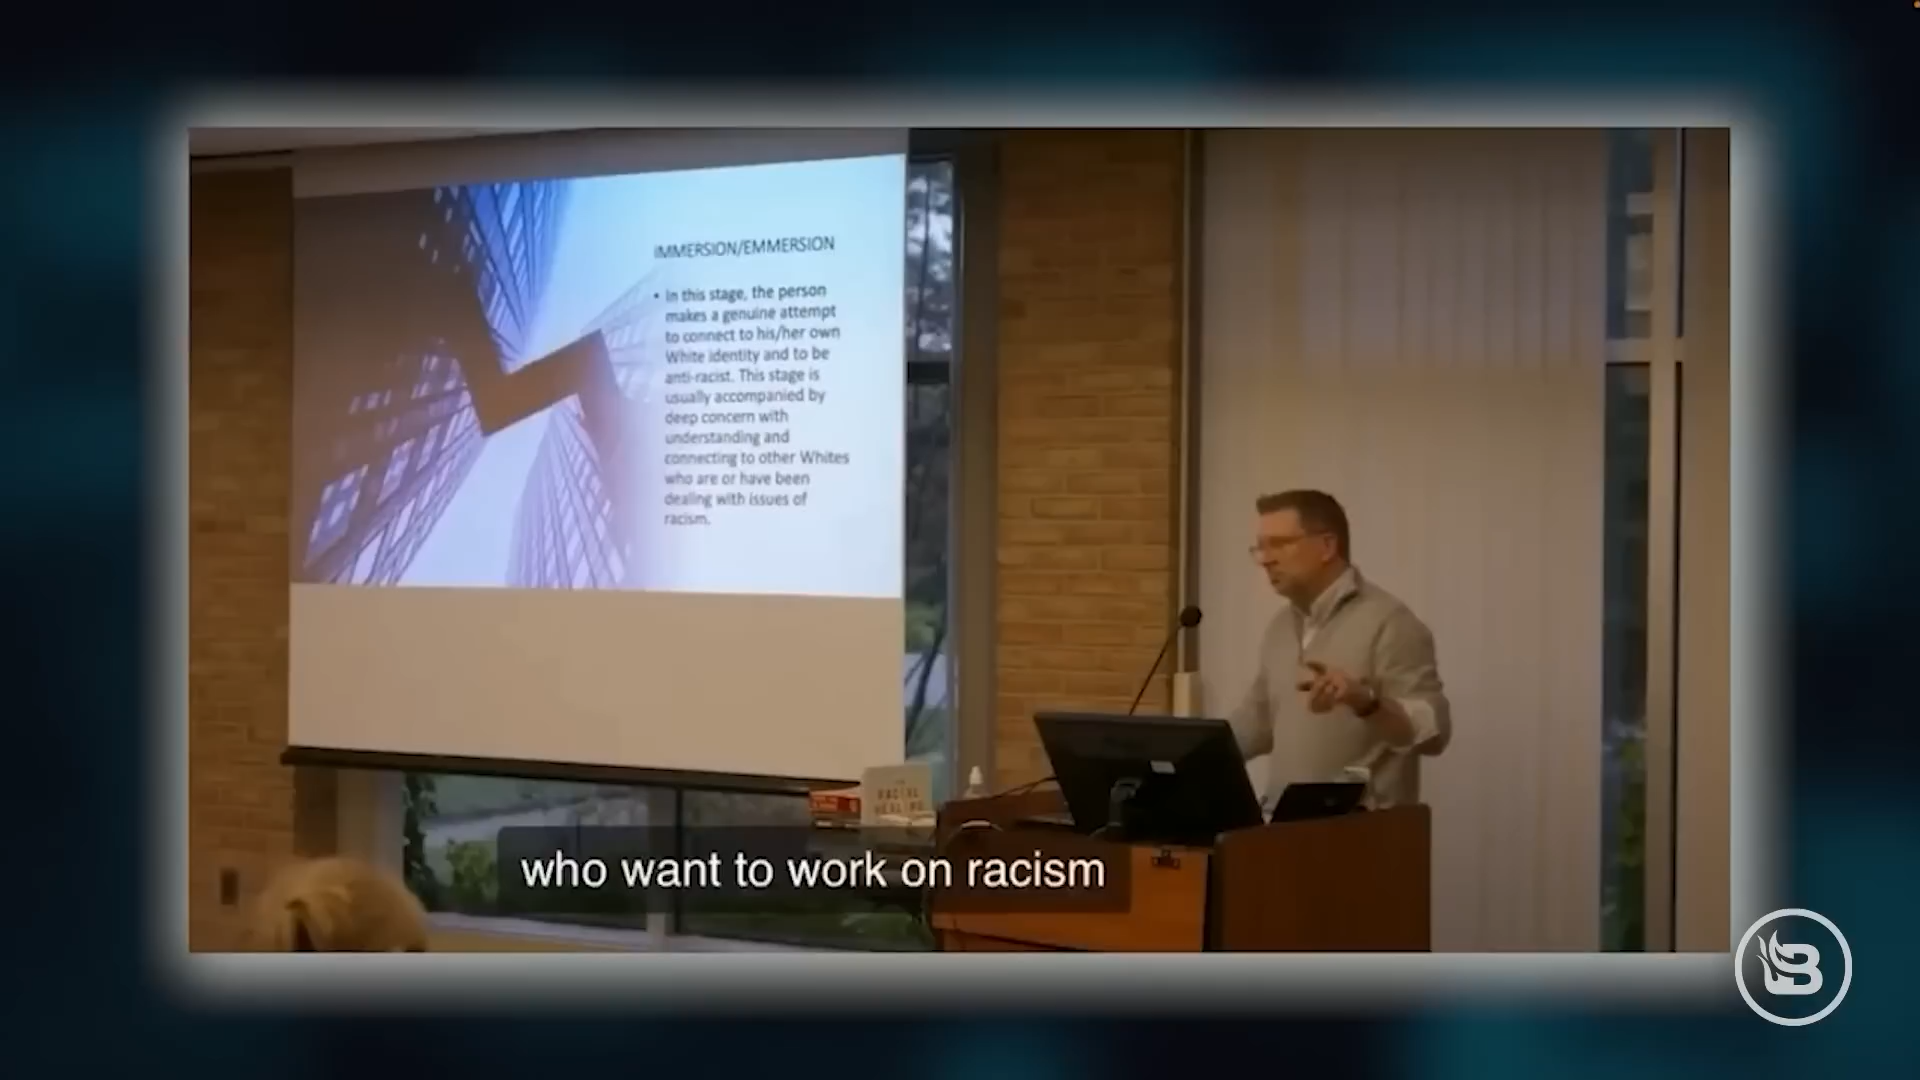 IMMERSION/EMMERSION
• In this stage, the person
makes a genuine attempt
to connect to his/her own
White identity and to be
anti-racist. This stage is
usually accompanied by
deep concern with
understanding and
connecting to other Whites
who are or have been
dealing with issues of
racism.
RACIAL
HEALING
who want to work on racism
B